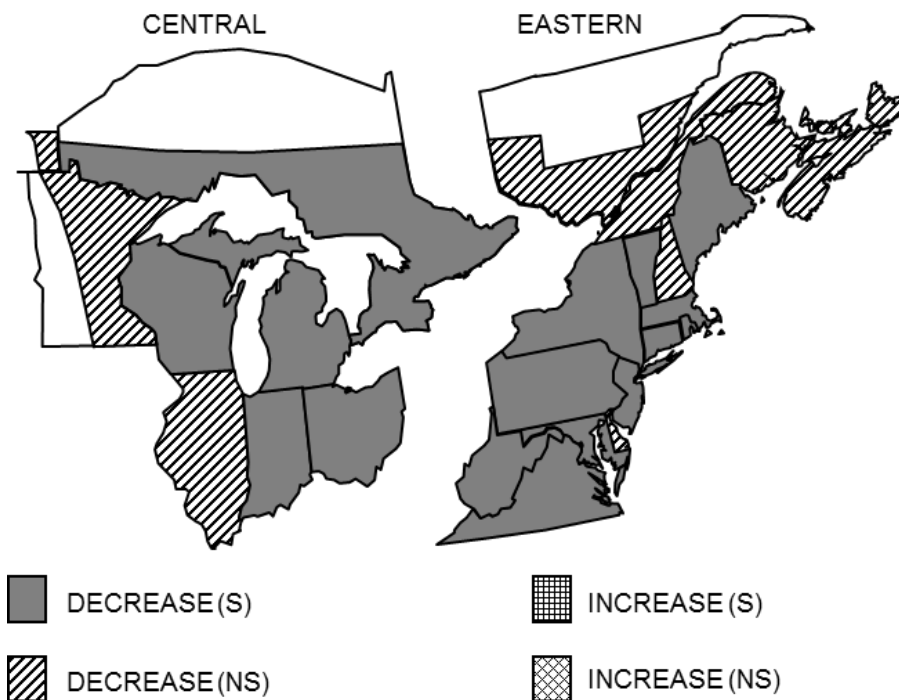 CENTRAL
EASTERN
DECREASE (S)
INCREASE (S)
DECREASE (NS)
INCREASE (NS)